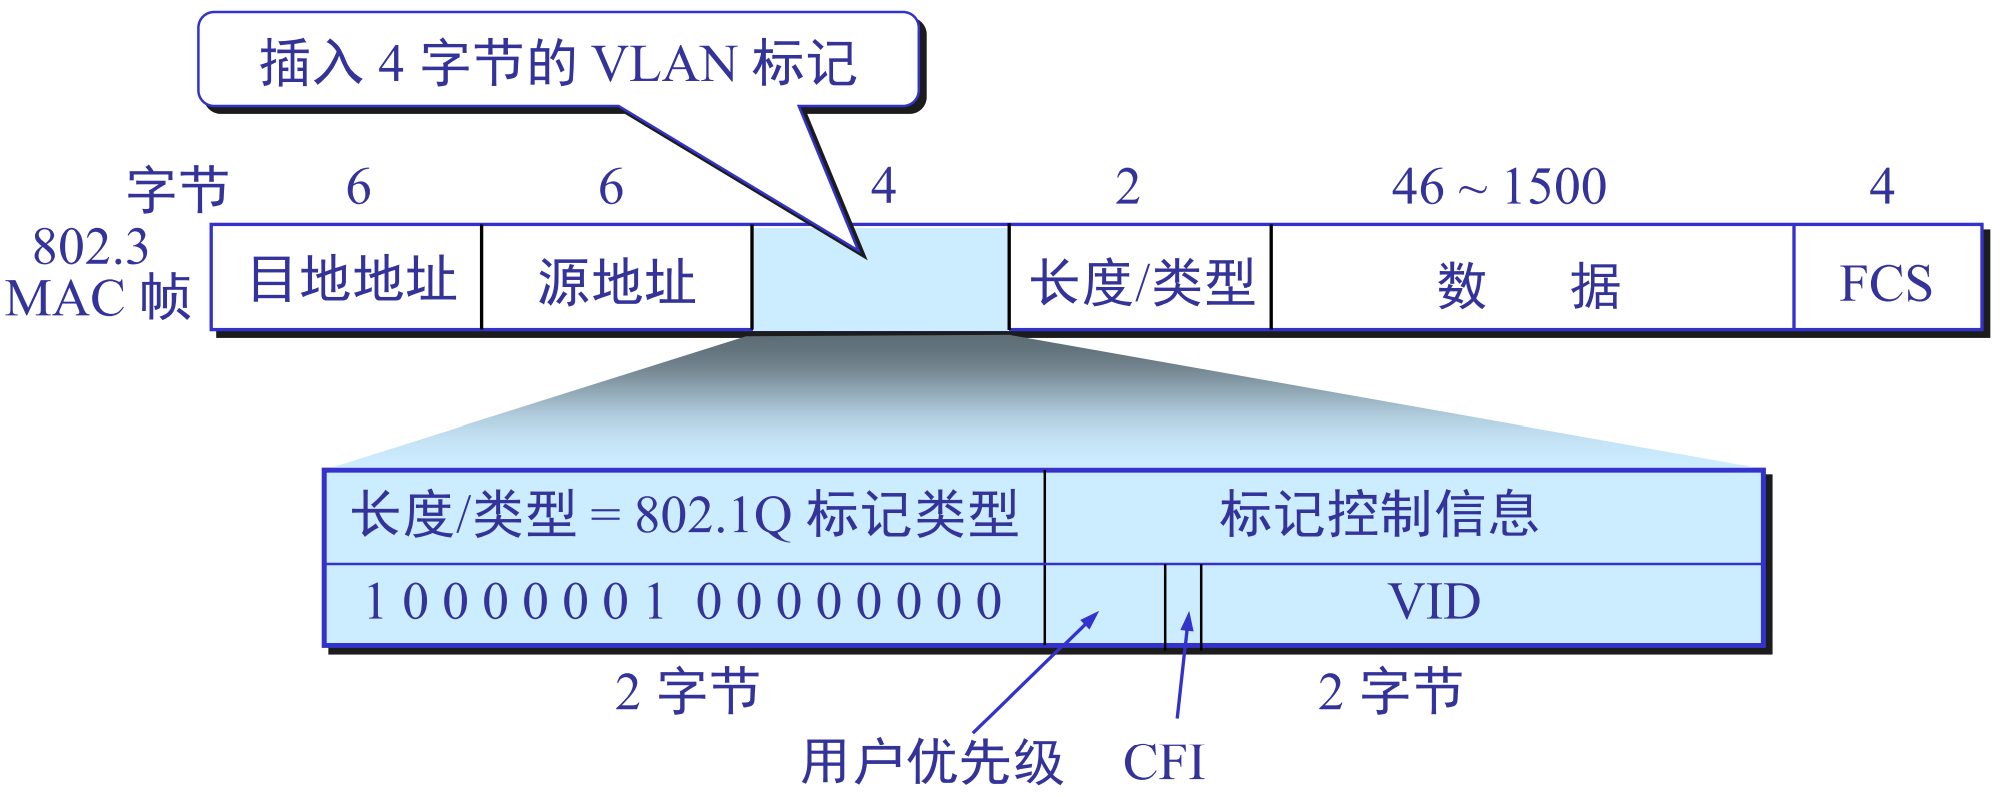 插入 4 字节的 VLAN 标记
字节 6 6 4 2 46 ~ 1500 4
802.3
MAC 帧
目地地址 源地址 长度/类型 数 据 FCS
长度/类型 = 802.1Q 标记类型 标记控制信息
1 0 0 0 0 0 0 1 0 0 0 0 0 0 0 0 VID
2 字节 2 字节
用户优先级 CFI